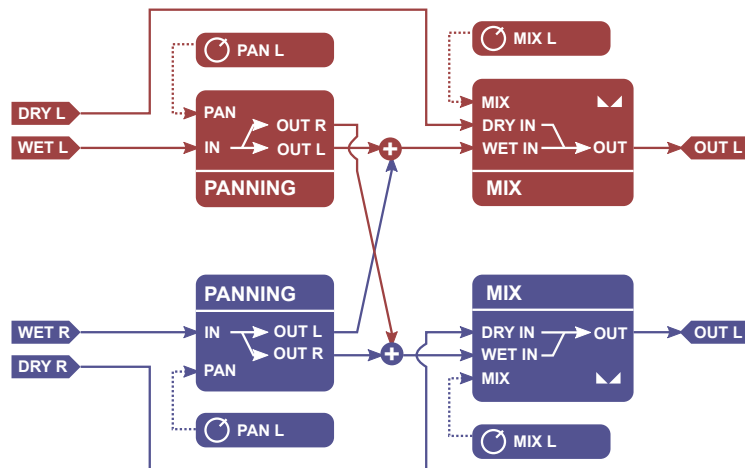 PAN L
MIX L
DRY L
WET L
PAN
OUT R
IN
OUT L
PANNING
MIX
DRY IN
WET IN
OUT
MIX
OUT L
WET R
DRY R
PANNING
IN
OUT L
OUT R
PAN
MIX
DRY IN
OUT
WET IN
MIX
OUT L
PAN L
MIX L